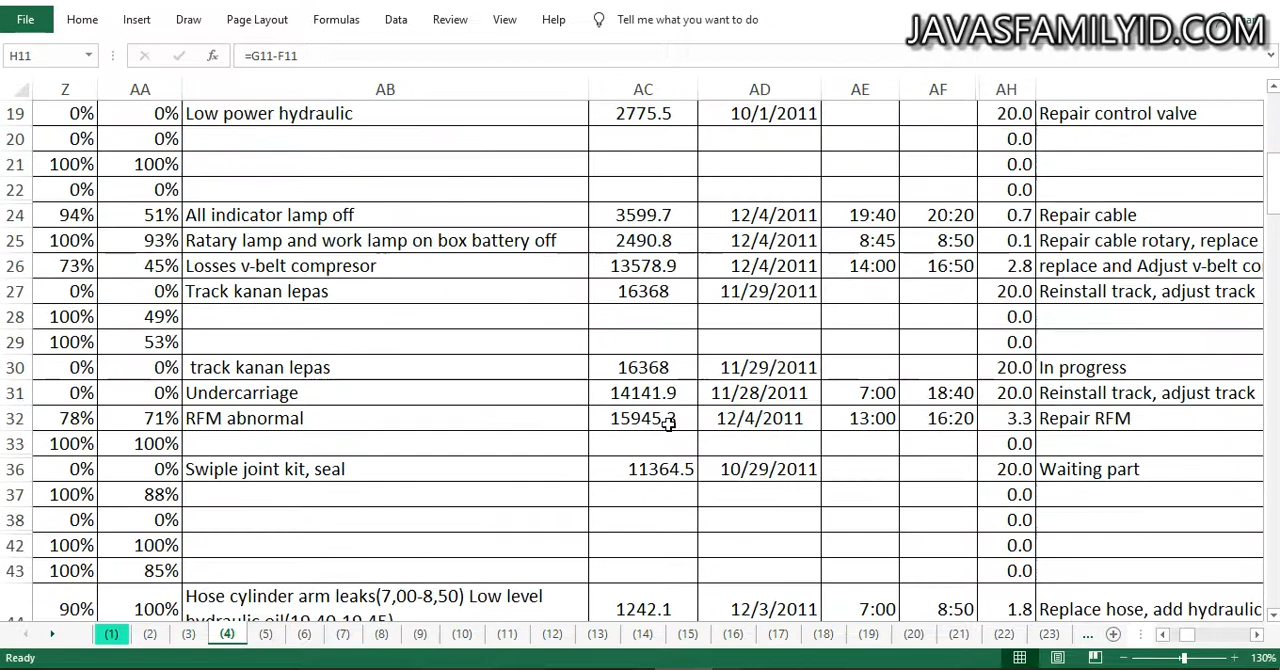 File Home Insert Draw Page Layout Formulas Data Review View Help Tell me what you want to do
JAVASFAMILYID.COM
H11 fx =G11-F11
Z AA AB AC AD AE AF AH
19 0% 0% Low power hydraulic 2775.5 10/1/2011 20.0 Repair control valve
20 0% 0% 0.0
21 100% 100% 0.0
22 0% 0% 0.0
24 94% 51% All indicator lamp off 3599.7 12/4/2011 19:40 20:20 0.7 Repair cable
25 100% 93% Ratary lamp and work lamp on box battery off 2490.8 12/4/2011 8:45 8:50 0.1 Repair cable rotary, replace
26 73% 45% Losses v-belt compresor 13578.9 12/4/2011 14:00 16:50 2.8 replace and Adjust v-belt co
27 0% 0% Track kanan lepas 16368 11/29/2011 20.0 Reinstall track, adjust track
28 100% 49% 0.0
29 100% 53% 0.0
30 0% 0% track kanan lepas 16368 11/29/2011 20.0 In progress
31 0% 0% Undercarriage 14141.9 11/28/2011 7:00 18:40 20.0 Reinstall track, adjust track
32 78% 71% RFM abnormal 15945. 12/4/2011 13:00 16:20 3.3 Repair RFM
33 100% 100% 0.0
36 0% 0% Swiple joint kit, seal 11364.5 10/29/2011 20.0 Waiting part
37 100% 88% 0.0
38 0% 0% 0.0
42 100% 100% 0.0
43 100% 85% 0.0
90% 100% Hose cylinder arm leaks(7,00-8,50) Low level 1242.1 12/3/2011 7:00 8:50 1.8 Replace hose, add hydraulic
(1) (2) (3) (4) (5) (6) (7) (8) (9) (10) (11) (12) (13) (14) (15) (16) (17) (18) (19) (20) (21) (22) (23) ...
Ready 130%